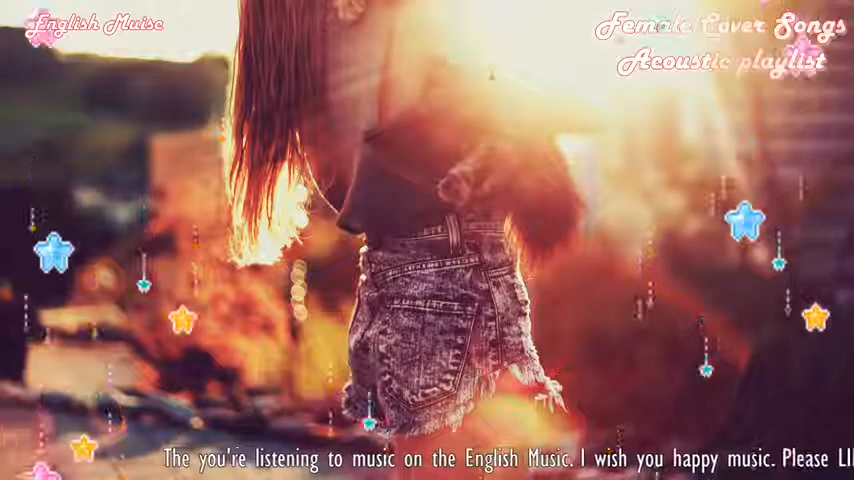 English Muisc
Female Cover Songs
Acoustic playlist
The you're listening to music on the English Music. I wish you happy music. Please